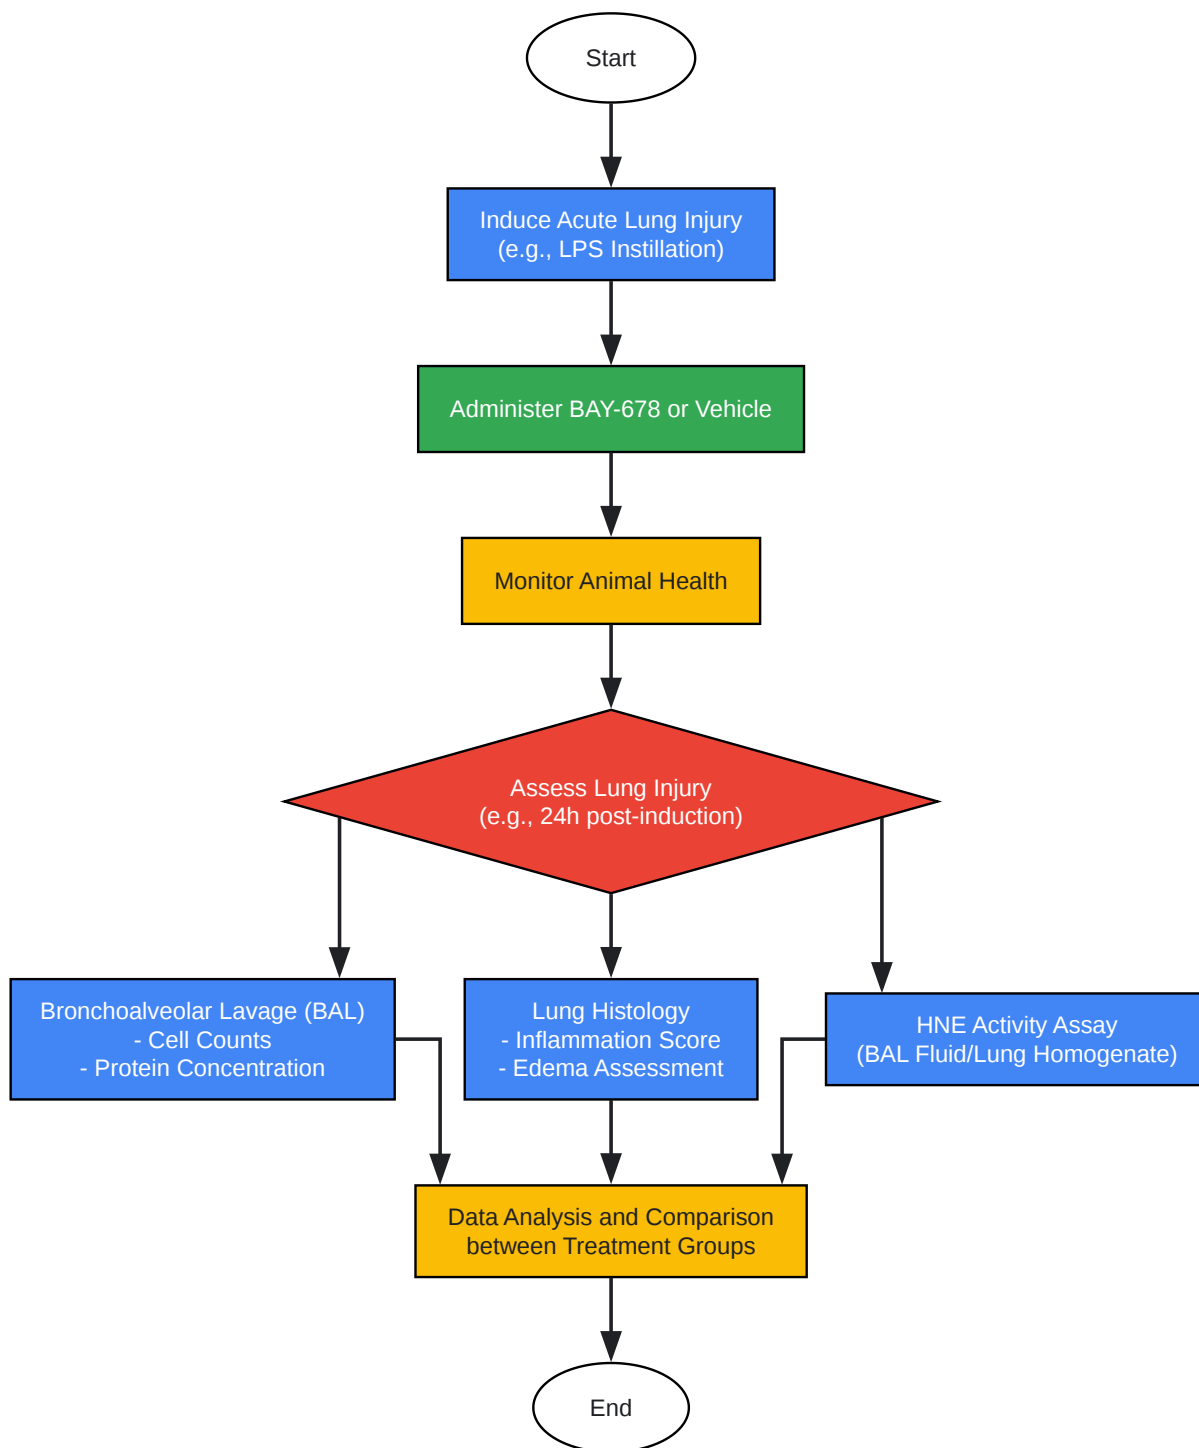 Start
Induce Acute Lung Injury
(e.g., LPS Instillation)
Administer BAY-678 or Vehicle
Monitor Animal Health
Assess Lung Injury
(e.g., 24h post-induction)
Bronchoalveolar Lavage (BAL)
- Cell Counts
- Protein Concentration
Lung Histology
- Inflammation Score
- Edema Assessment
HNE Activity Assay
(BAL Fluid/Lung Homogenate)
Data Analysis and Comparison
between Treatment Groups
End